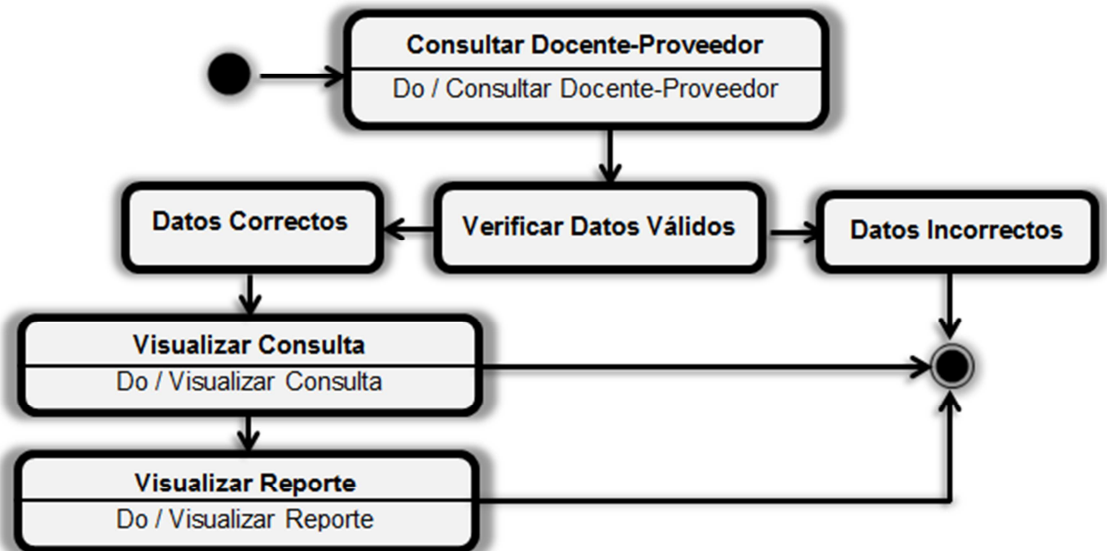 Consultar Docente-Proveedor
Do / Consultar Docente-Proveedor
Datos Correctos
Verificar Datos Válidos
Datos Incorrectos
Visualizar Consulta
Do / Visualizar Consulta
Visualizar Reporte
Do / Visualizar Reporte